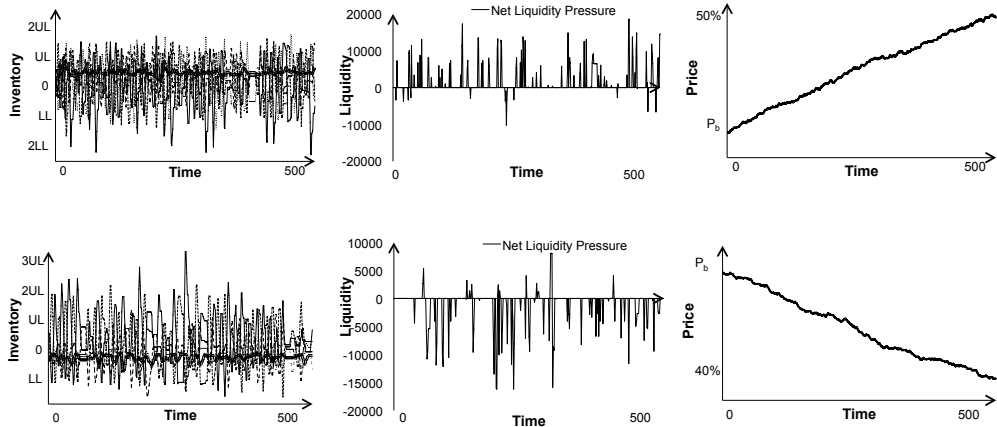 2UL
UL
0
LL
2LL
Inventory
0
Time
500
Net Liquidity Pressure
20000
10000
0
-10000
-20000
Liquidity
0
Time
500
50%
Price
Pb
0
Time
500
3UL
2UL
UL
0
LL
Inventory
0
Time
500
Net Liquidity Pressure
10000
5000
0
-5000
-10000
-15000
-20000
Liquidity
0
Time
500
Pb
Price
40%
0
Time
500